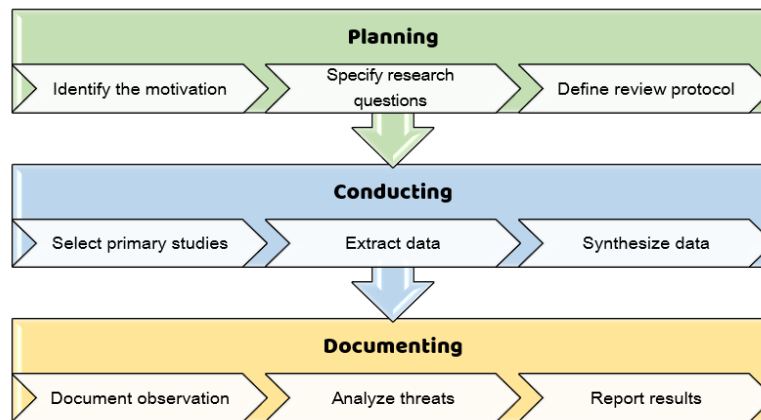 Planning
Identify the motivation
Specify research
questions
Define review protocol
Conducting
Select primary studies
Extract data
Synthesize data
Documenting
Document observation
Analyze threats
Report results